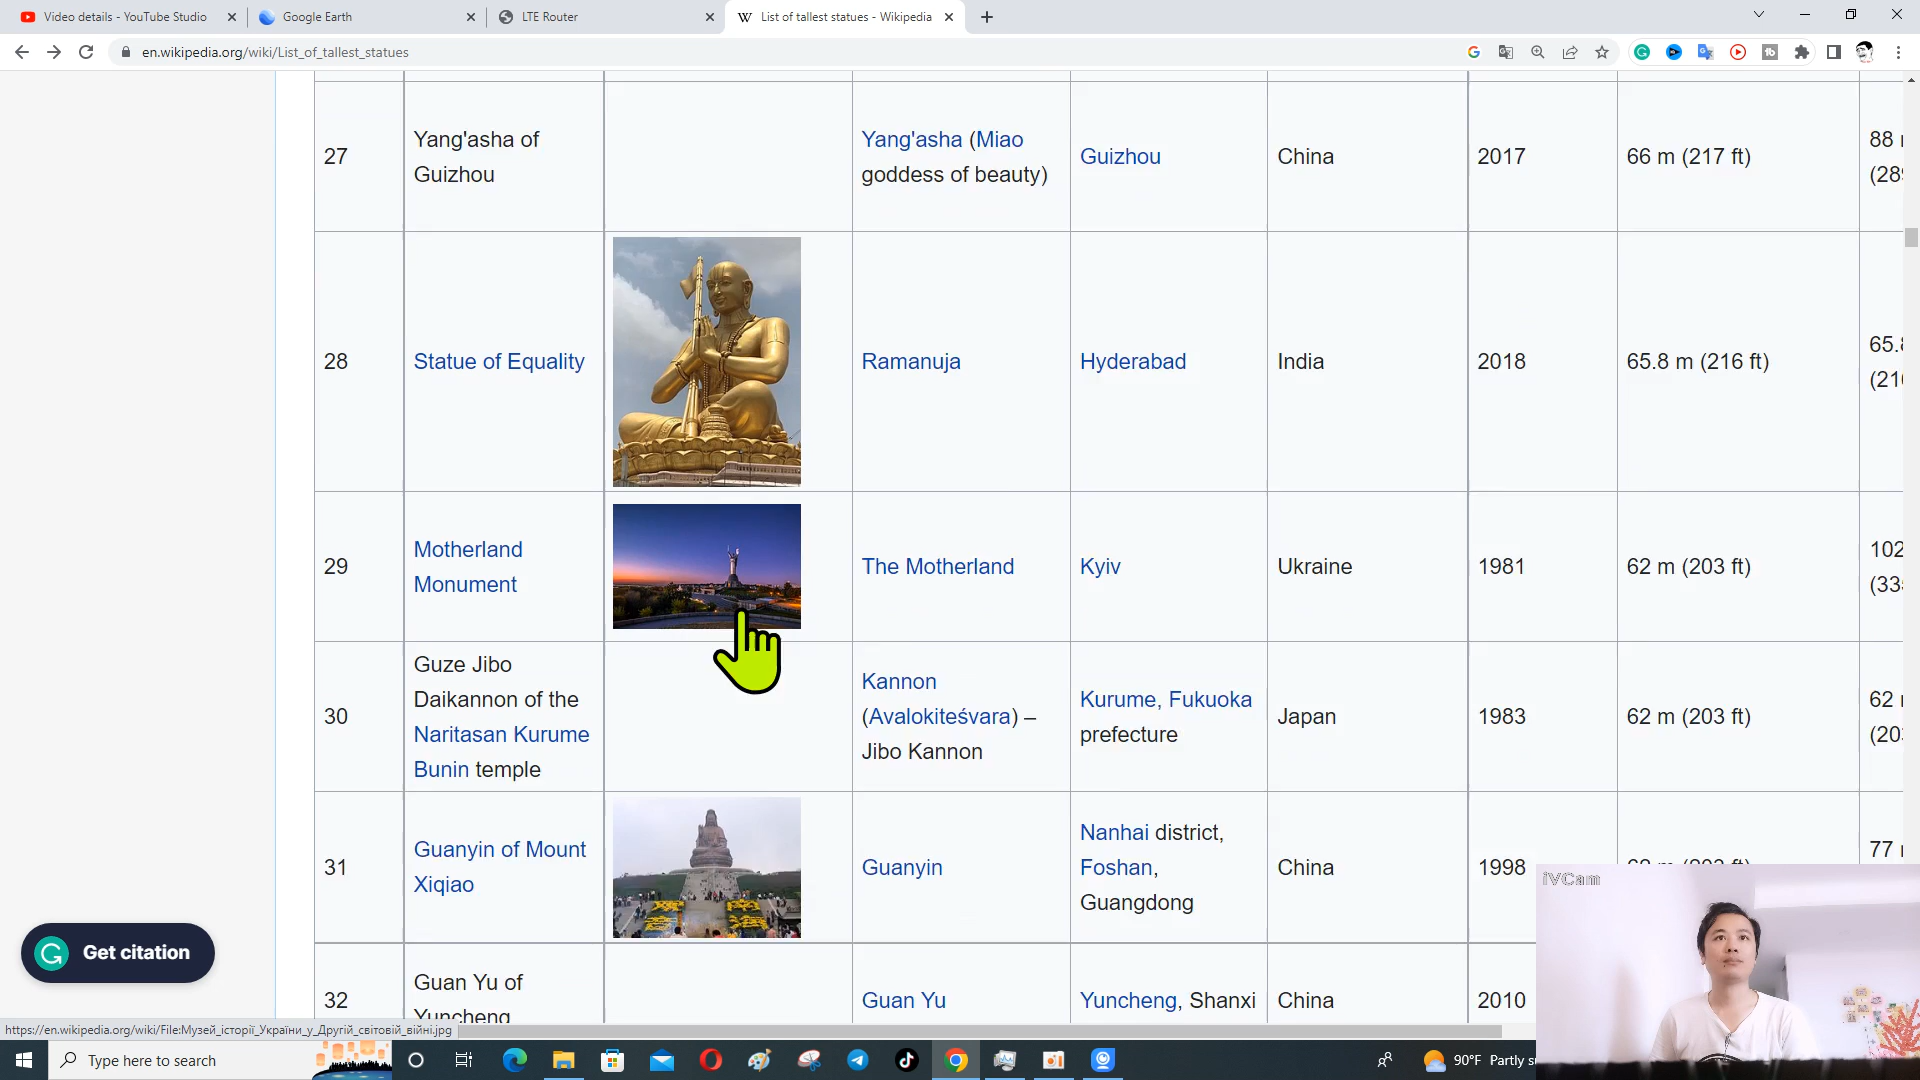 Video details - YouTube Studio
Google Earth
LTE Router
List of tallest statues - Wikipedia
en.wikipedia.org/wiki/List_of_tallest_statues
27
Yang'asha of
Guizhou
Yang'asha (Miao
goddess of beauty)
Guizhou
China
2017
66 m (217 ft)
88
28
Statue of Equality
Ramanuja
Hyderabad
India
2018
65.8 m (216 ft)
29
Motherland
Monument
The Motherland
Kyiv
Ukraine
1981
62 m (203 ft)
102
30
Guze Jibo
Daikannon of the
Naritasan Kurume
Bunin temple
Kannon
(Avalokiteśvara) –
Jibo Kannon
Kurume, Fukuoka
prefecture
Japan
1983
62 m (203 ft)
62
31
Guanyin of Mount
Xiqiao
Guanyin
Nanhai district,
Foshan,
Guangdong
China
1998
77
iVCam
Get citation
32
Guan Yu of
Yuncheng
Guan Yu
Yuncheng, Shanxi
China
2010
https://en.wikipedia.org/wiki/File:Музей_історії_України_у_Другій_світовій_війні.jpg
Type here to search
90°F Partly